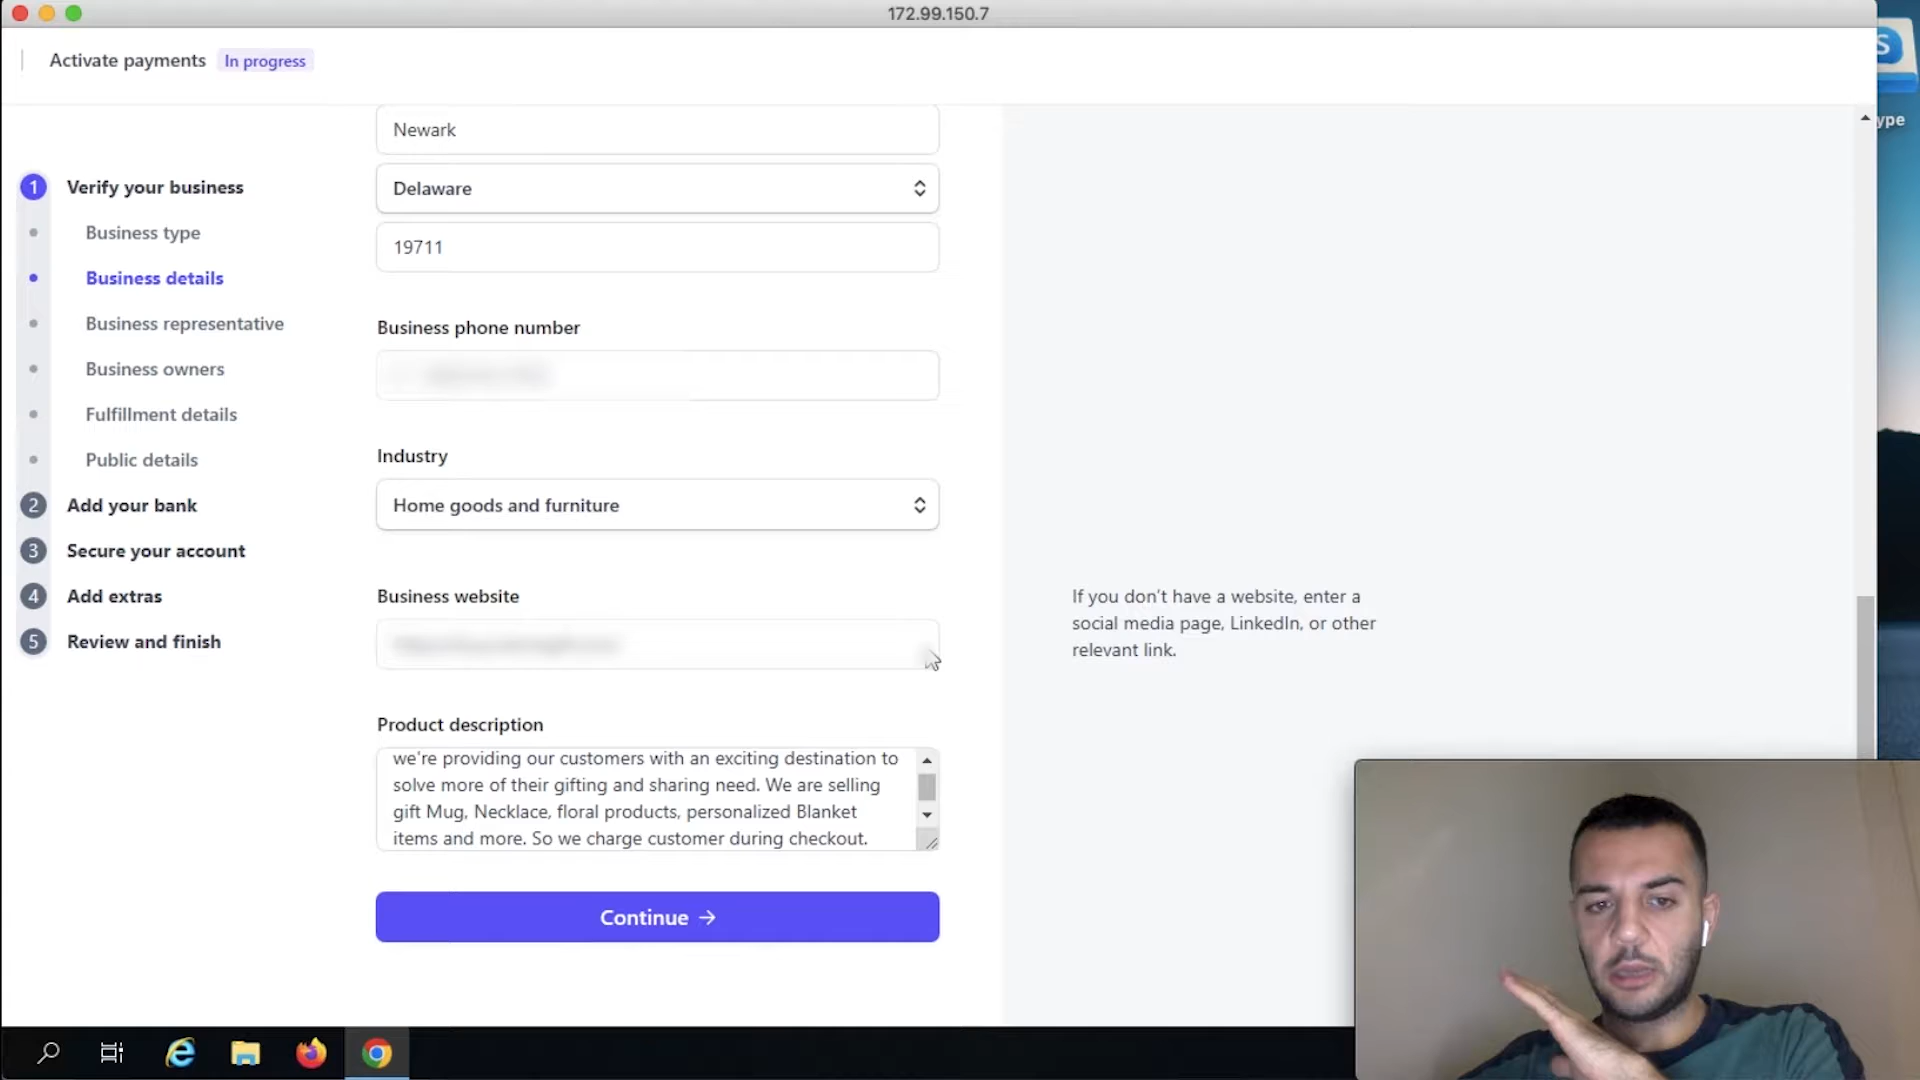 172.99.150.7
Activate payments In progress
1 Verify your business
Business type
Business details
Business representative
Business owners
Fulfillment details
Public details
2 Add your bank
3 Secure your account
4 Add extras
5 Review and finish
Newark
Delaware
19711
Business phone number
Industry
Home goods and furniture
Business website
Product description
we're providing our customers with an exciting destination to
solve more of their gifting and sharing need. We are selling
gift Mug, Necklace, floral products, personalized Blanket
items and more. So we charge customer during checkout.
Continue →
If you don't have a website, enter a
social media page, LinkedIn, or other
relevant link.
S
ype